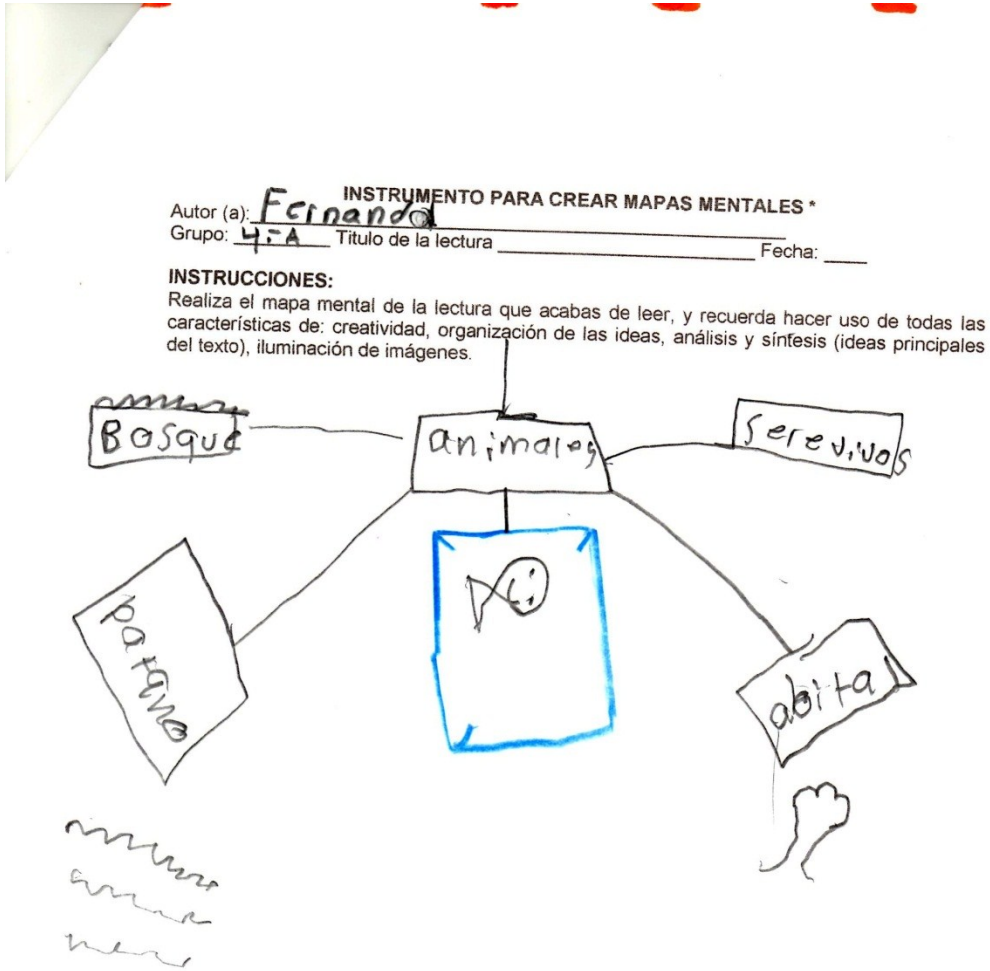 INSTRUMENTO PARA CREAR MAPAS MENTALES *
Autor (a): Fernando
Grupo: 4.-A Titulo de la lectura Fecha:
INSTRUCCIONES:
Realiza el mapa mental de la lectura que acabas de leer, y recuerda hacer uso de todas las
características de: creatividad, organización de las ideas, análisis y síntesis (ideas principales
del texto), iluminación de imágenes.
Bosque
animales
serevivos
parque
abita